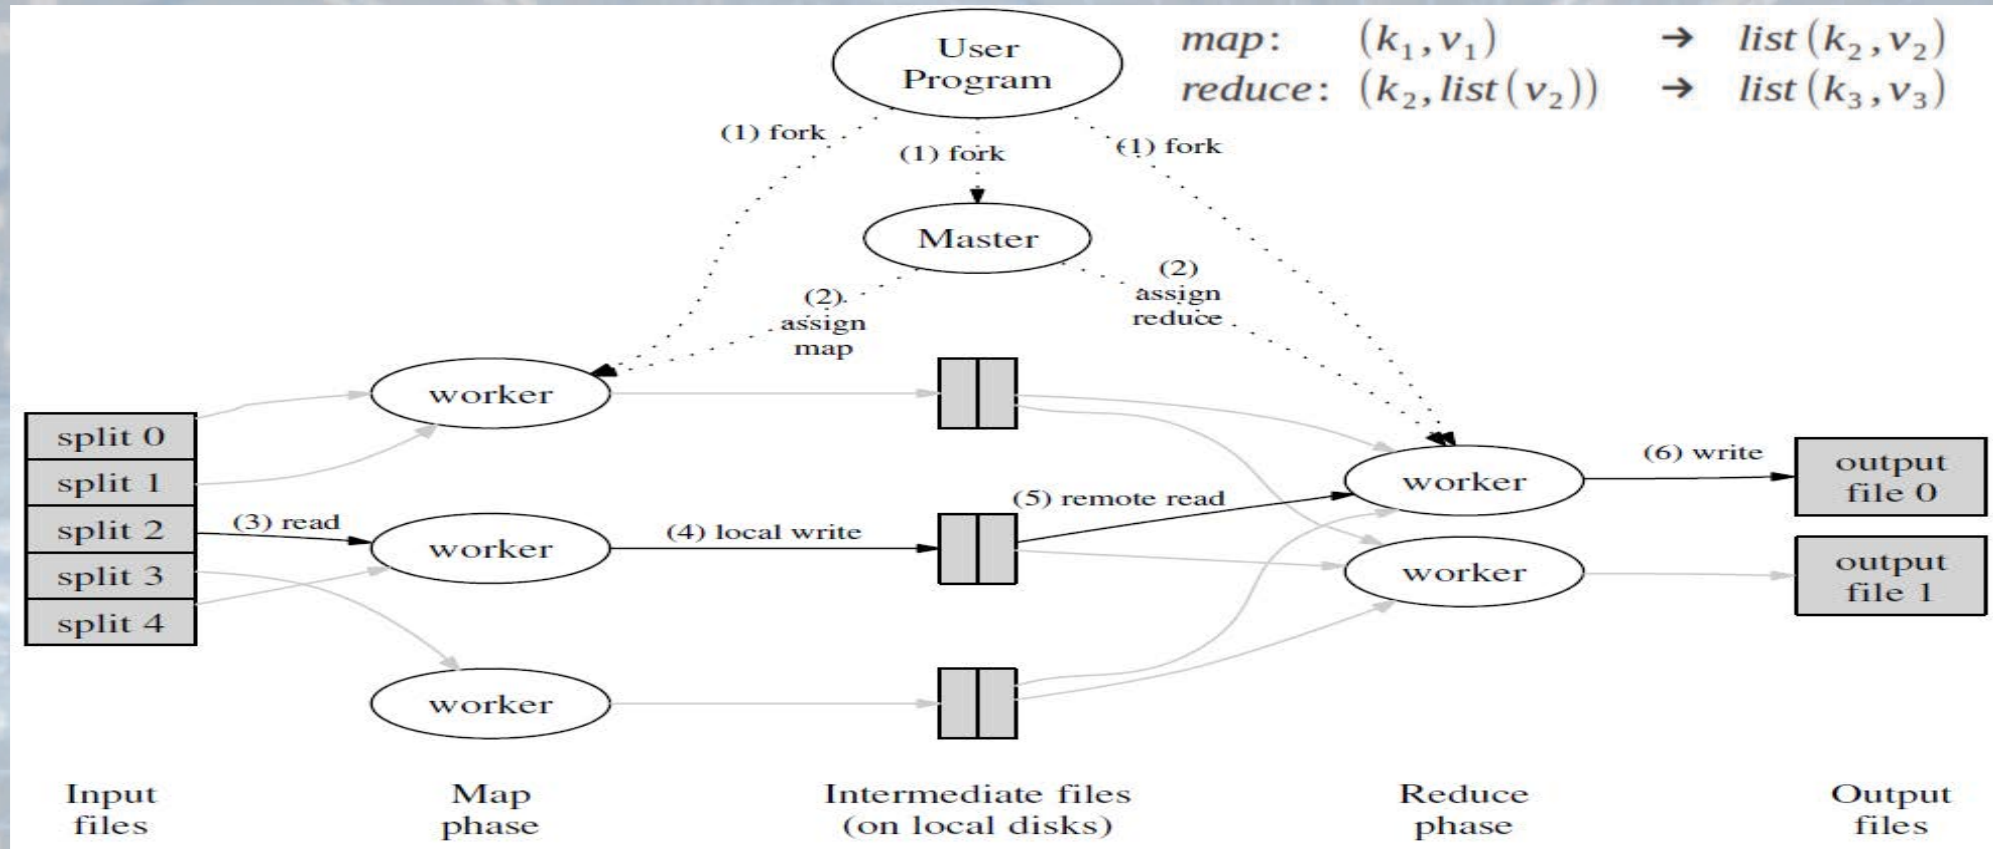 User
Program
map: (k₁, v₁) → list(k₂, v₂)
reduce: (k₂, list(v₂)) → list(k₃, v₃)
(1) fork
(1) fork
(1) fork
Master
(2)
assign
map
(2)
assign
reduce
split 0
split 1
split 2
split 3
split 4
(3) read
worker
worker
worker
(4) local write
(5) remote read
worker
worker
(6) write
output
file 0
output
file 1
Input
files
Map
phase
Intermediate files
(on local disks)
Reduce
phase
Output
files